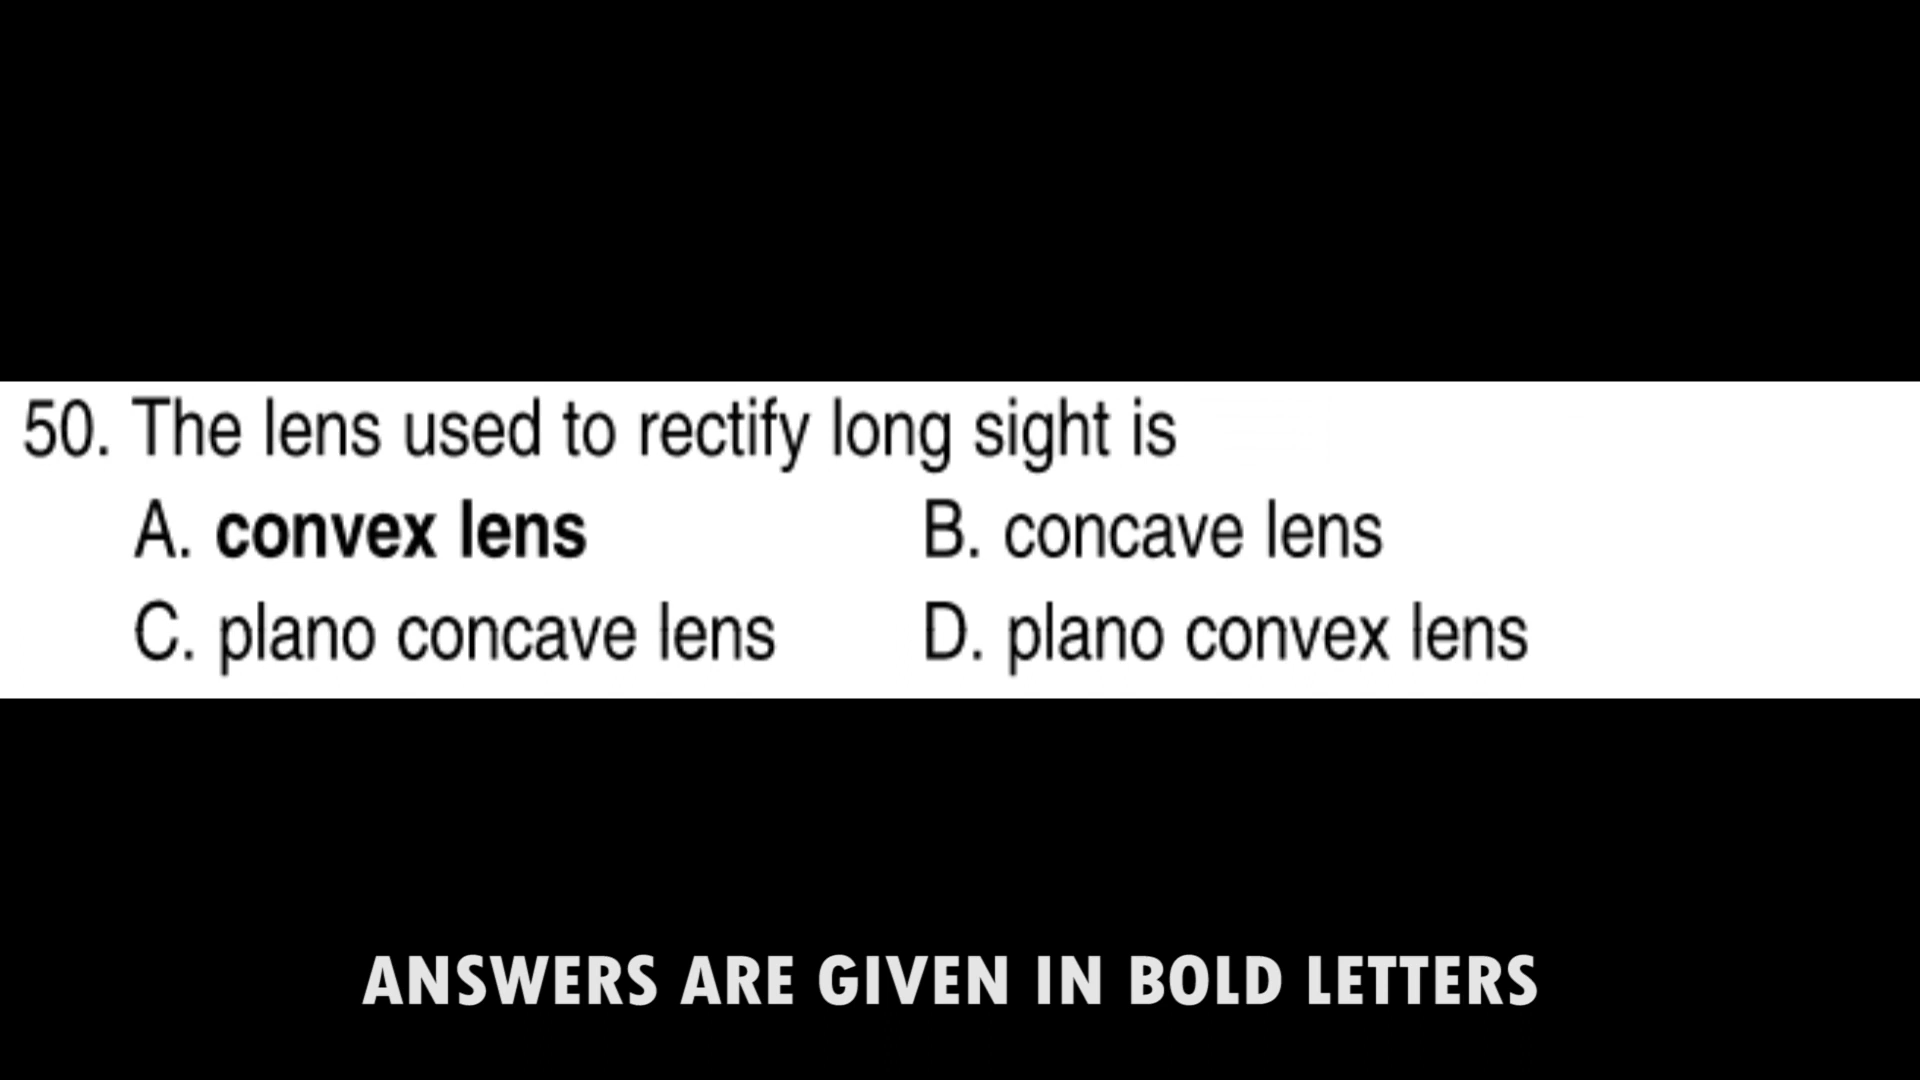 50. The lens used to rectify long sight is
A. convex lens B. concave lens
C. plano concave lens D. plano convex lens
ANSWERS ARE GIVEN IN BOLD LETTERS